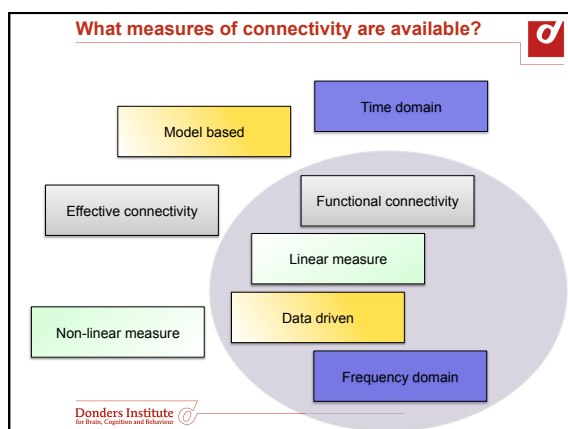 What measures of connectivity are available?
Time domain
Model based
Functional connectivity
Effective connectivity
Linear measure
Data driven
Non-linear measure
Frequency domain
Donders Institute
for Brain, Cognition and Behaviour